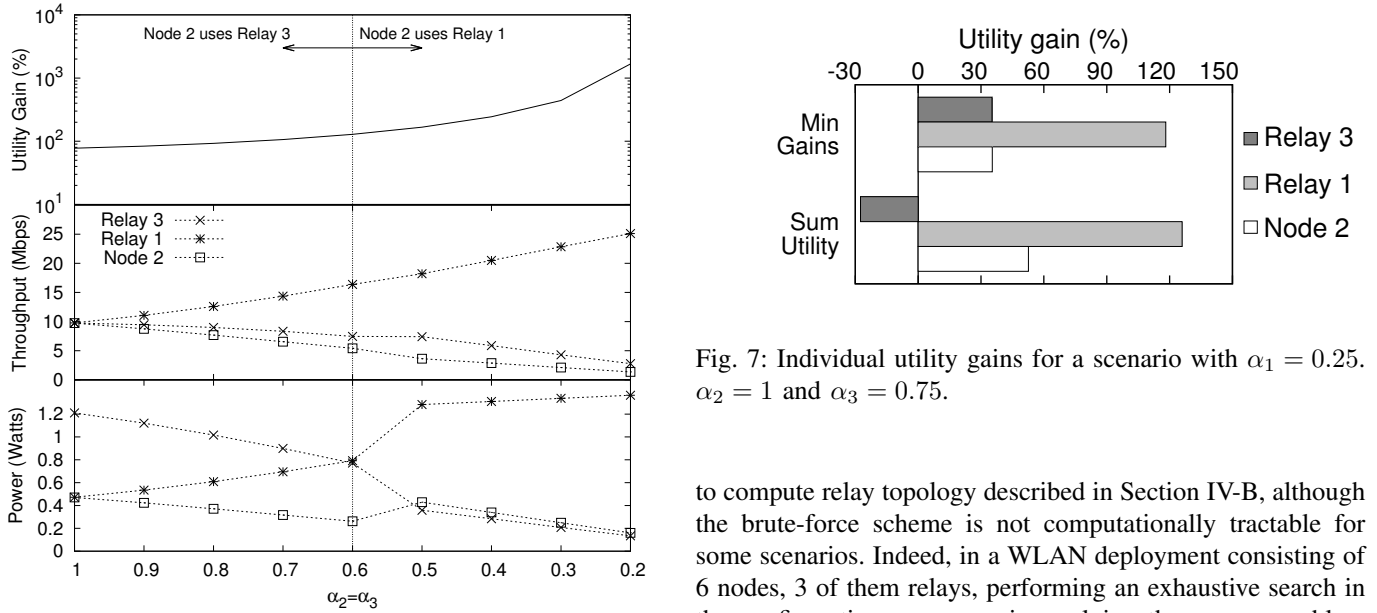 10^4
10^3
10^2
10^1
Utility Gain (%)
Node 2 uses Relay 3
Node 2 uses Relay 1
30
25
20
15
10
5
0
Throughput (Mbps)
Relay 3
Relay 1
Node 2
1.2
1
0.8
0.6
0.4
0.2
0
Power (Watts)
1 0.9 0.8 0.7 0.6 0.5 0.4 0.3 0.2
α2=α3
Utility gain (%)
-30 0 30 60 90 120 150
Min
Gains
Sum
Utility
Relay 3
Relay 1
Node 2
Fig. 7: Individual utility gains for a scenario with α1 = 0.25.
α2 = 1 and α3 = 0.75.
to compute relay topology described in Section IV-B, although
the brute-force scheme is not computationally tractable for
some scenarios. Indeed, in a WLAN deployment consisting of
6 nodes, 3 of them relays, performing an exhaustive search in